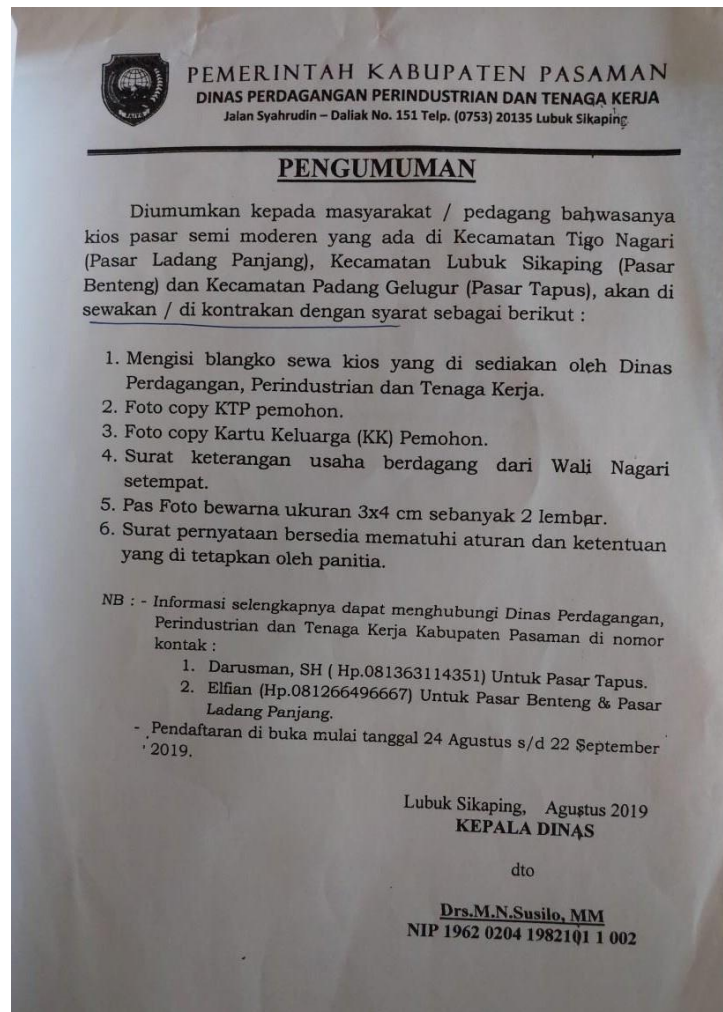 PEMERINTAH KABUPATEN PASAMAN
DINAS PERDAGANGAN PERINDUSTRIAN DAN TENAGA KERJA
Jalan Syahrudin – Daliak No. 151 Telp. (0753) 20135 Lubuk Sikaping
PENGUMUMAN
Diumumkan kepada masyarakat / pedagang bahwasanya
kios pasar semi moderen yang ada di Kecamatan Tigo Nagari
(Pasar Ladang Panjang), Kecamatan Lubuk Sikaping (Pasar
Benteng) dan Kecamatan Padang Gelugur (Pasar Tapus), akan di
sewakan / di kontrakan dengan syarat sebagai berikut :
1. Mengisi blangko sewa kios yang di sediakan oleh Dinas
Perdagangan, Perindustrian dan Tenaga Kerja.
2. Foto copy KTP pemohon.
3. Foto copy Kartu Keluarga (KK) Pemohon.
4. Surat keterangan usaha berdagang dari Wali Nagari
setempat.
5. Pas Foto bewarna ukuran 3x4 cm sebanyak 2 lembar.
6. Surat pernyataan bersedia mematuhi aturan dan ketentuan
yang di tetapkan oleh panitia.
NB : - Informasi selengkapnya dapat menghubungi Dinas Perdagangan,
Perindustrian dan Tenaga Kerja Kabupaten Pasaman di nomor
kontak :
1. Darusman, SH ( Hp.081363114351) Untuk Pasar Tapus.
2. Elfian (Hp.081266496667) Untuk Pasar Benteng & Pasar
Ladang Panjang.
- Pendaftaran di buka mulai tanggal 24 Agustus s/d 22 September
2019.
Lubuk Sikaping, Agustus 2019
KEPALA DINAS
dto
Drs.M.N.Susilo, MM
NIP 1962 0204 1982101 1 002